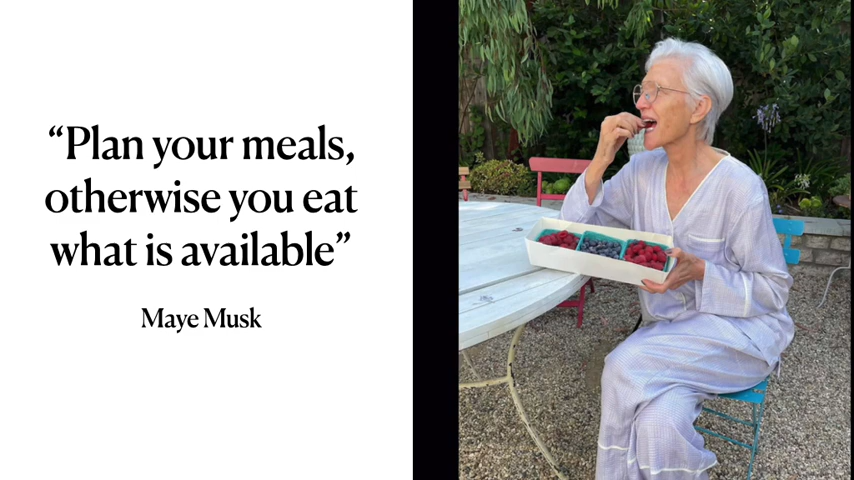 “Plan your meals,
otherwise you eat
what is available”
Maye Musk